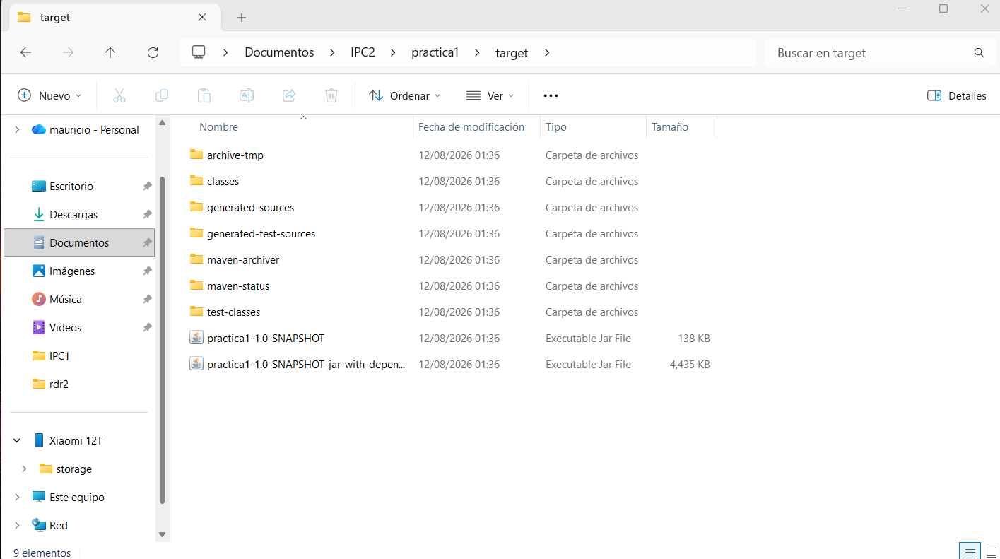 target
Documentos IPC2 practica1 target Buscar en target
Nuevo Ordenar Ver Detalles
mauricio - Personal
Escritorio
Descargas
Documentos
Imágenes
Música
Videos
IPC1
rdr2
Xiaomi 12T
storage
Este equipo
Red
Nombre Fecha de modificación Tipo Tamaño
archive-tmp 12/08/2026 01:36 Carpeta de archivos
classes 12/08/2026 01:36 Carpeta de archivos
generated-sources 12/08/2026 01:36 Carpeta de archivos
generated-test-sources 12/08/2026 01:36 Carpeta de archivos
maven-archiver 12/08/2026 01:36 Carpeta de archivos
maven-status 12/08/2026 01:36 Carpeta de archivos
test-classes 12/08/2026 01:36 Carpeta de archivos
practica1-1.0-SNAPSHOT 12/08/2026 01:36 Executable Jar File 138 KB
practica1-1.0-SNAPSHOT-jar-with-depen... 12/08/2026 01:36 Executable Jar File 4,435 KB
9 elementos